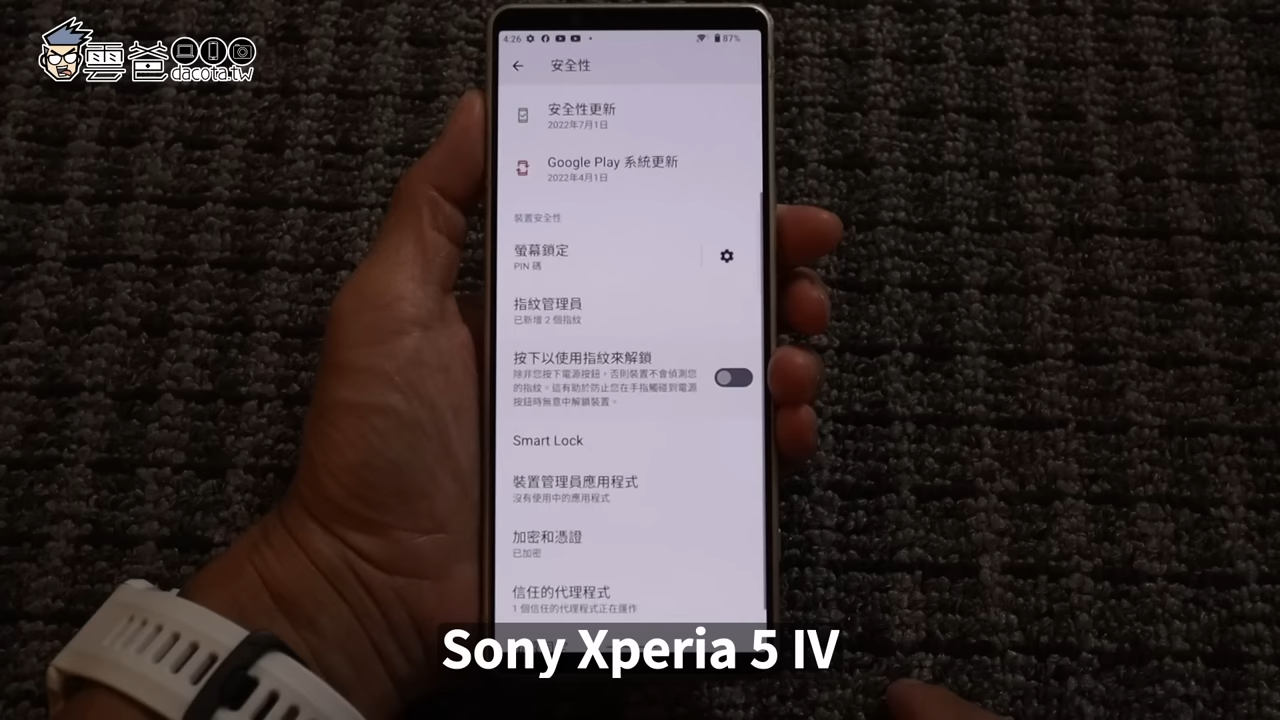 雲爸
dacota.tw
4:26
87%
安全性
安全性更新
2022年7月1日
Google Play 系統更新
2022年4月1日
裝置安全性
螢幕鎖定
PIN 碼
指紋管理員
已新增 2 個指紋
按下以使用指紋來解鎖
除非您按下電源按鈕，否則裝置不會偵測您
的指紋。這有助於防止您在手指觸碰到電源
按鈕時無意中解鎖裝置。
Smart Lock
裝置管理員應用程式
沒有使用中的應用程式
加密和憑證
已加密
信任的代理程式
1 個信任的代理程式正在運作
Sony Xperia 5 IV